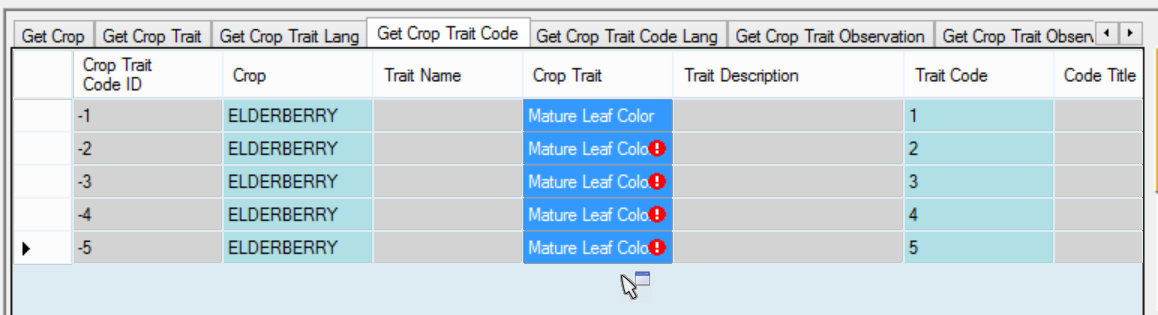 Get Crop Get Crop Trait Get Crop Trait Lang Get Crop Trait Code Get Crop Trait Code Lang Get Crop Trait Observation Get Crop Trait Obser
Crop Trait Code ID Crop Trait Name Crop Trait Trait Description Trait Code Code Title
-1 ELDERBERRY Mature Leaf Color 1
-2 ELDERBERRY Mature Leaf Colo 2
-3 ELDERBERRY Mature Leaf Colo 3
-4 ELDERBERRY Mature Leaf Colo 4
-5 ELDERBERRY Mature Leaf Colo 5